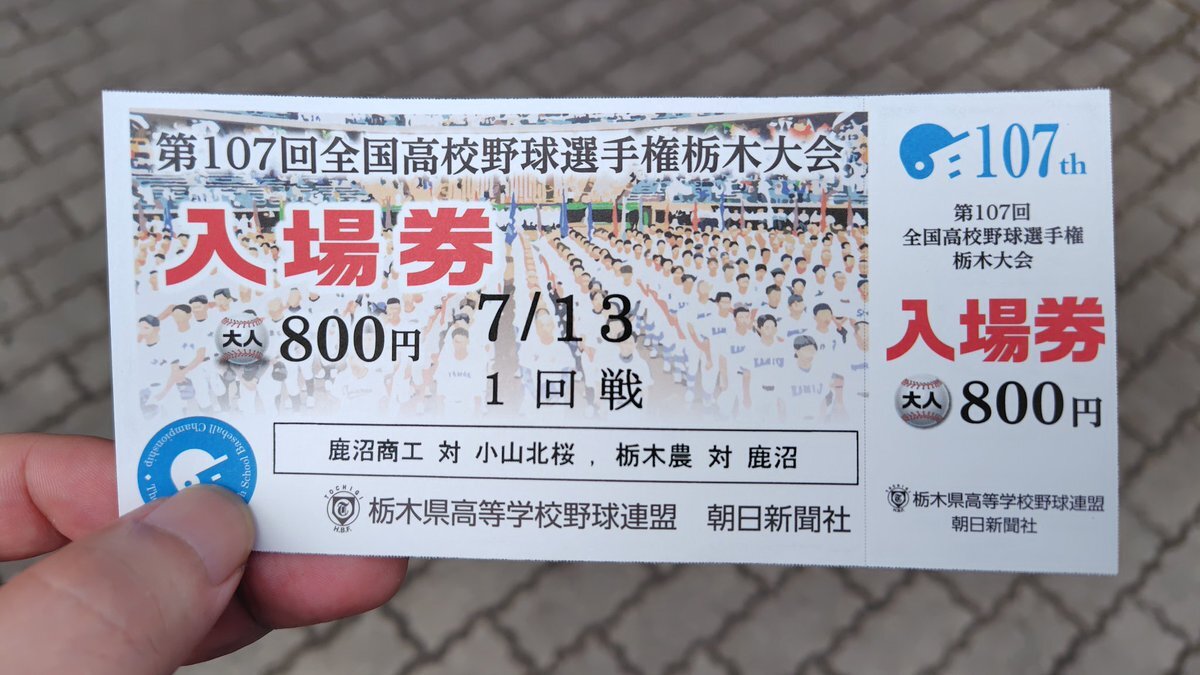 第107回全国高校野球選手権栃木大会
入場券
大人 800円
7/13
1回戦
鹿沼商工 対 小山北桜 , 栃木農 対 鹿沼
School Baseball Championship
TOCHIGI
H.B.F.
栃木県高等学校野球連盟 朝日新聞社
107th
第107回
全国高校野球選手権
栃木大会
入場券
大人 800円
栃木県高等学校野球連盟
朝日新聞社